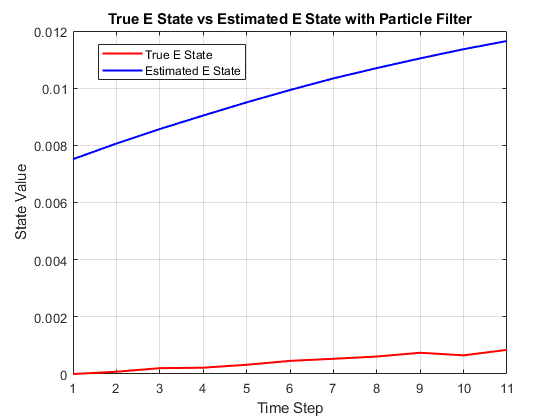 True E State vs Estimated E State with Particle Filter
True E State
Estimated E State
0.012
0.01
0.008
0.006
0.004
0.002
0
State Value
1 2 3 4 5 6 7 8 9 10 11
Time Step